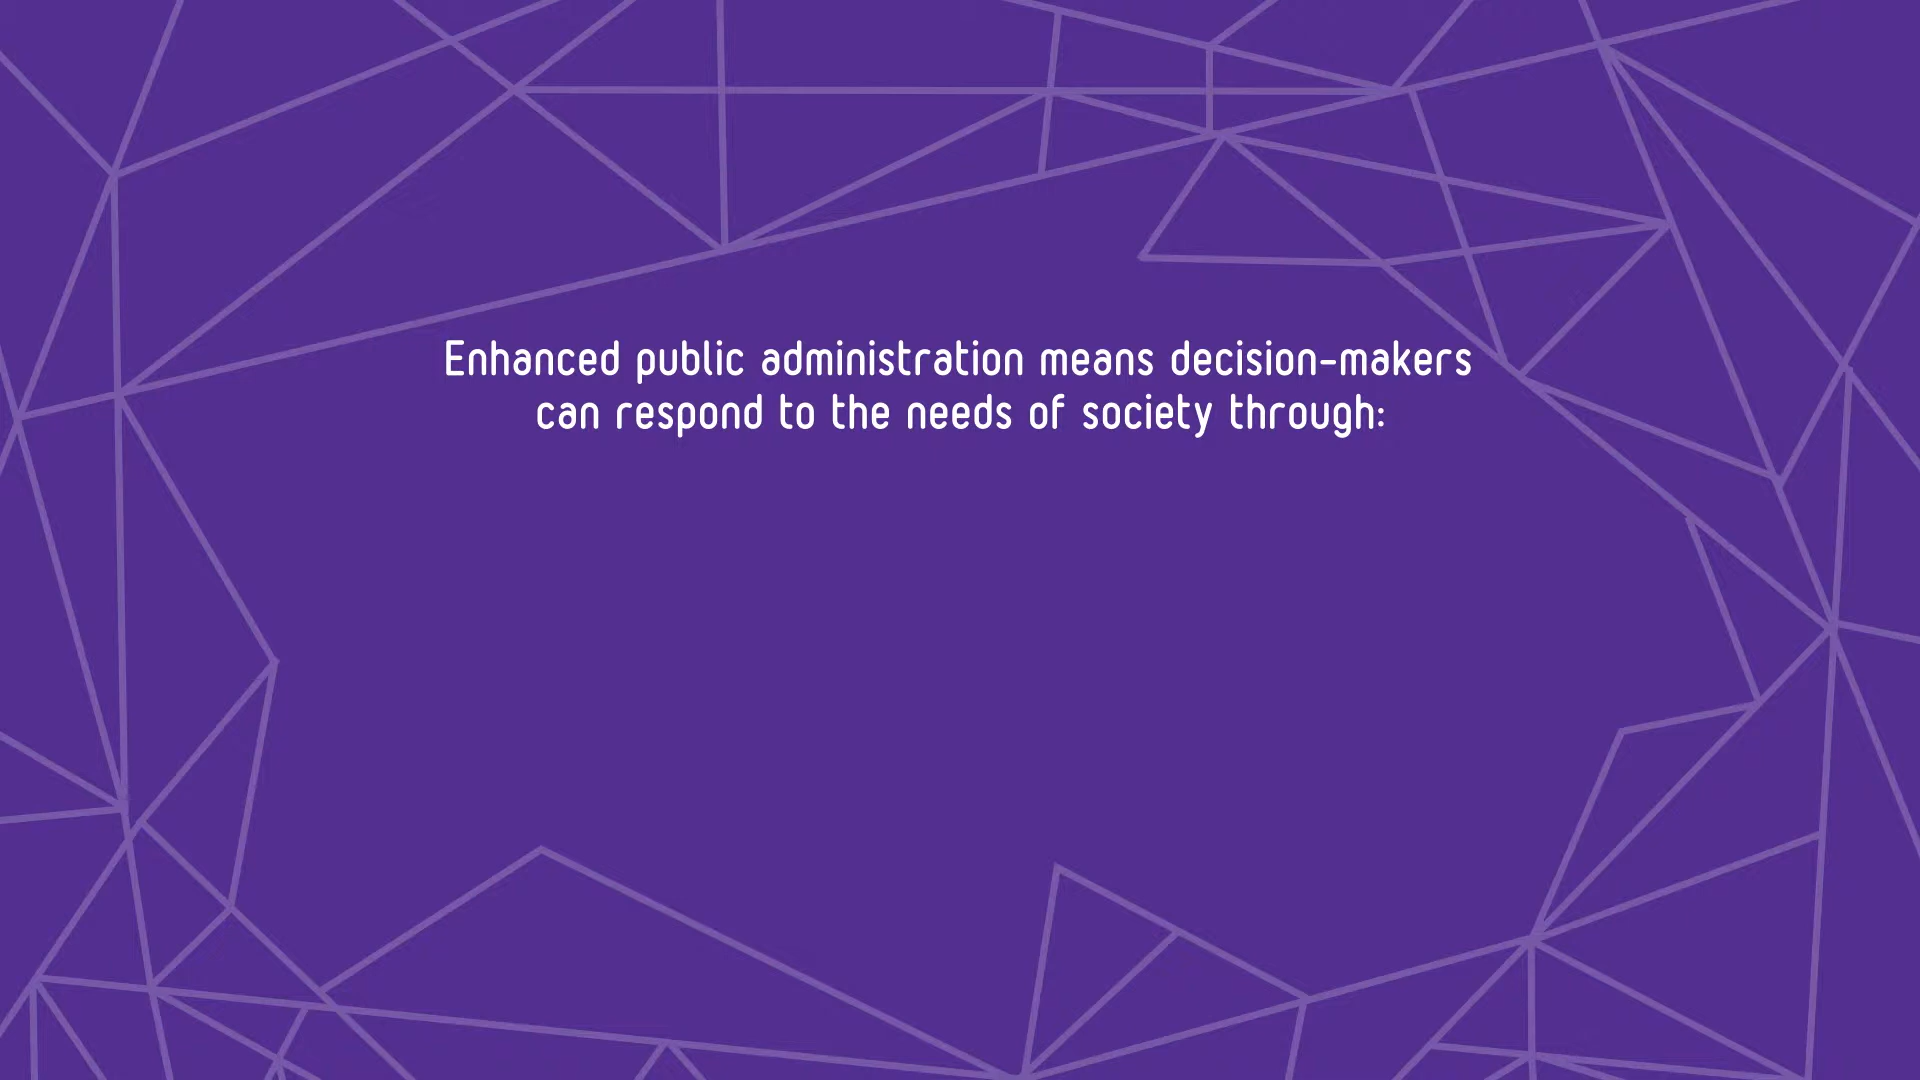 Enhanced public administration means decision-makers
can respond to the needs of society through: